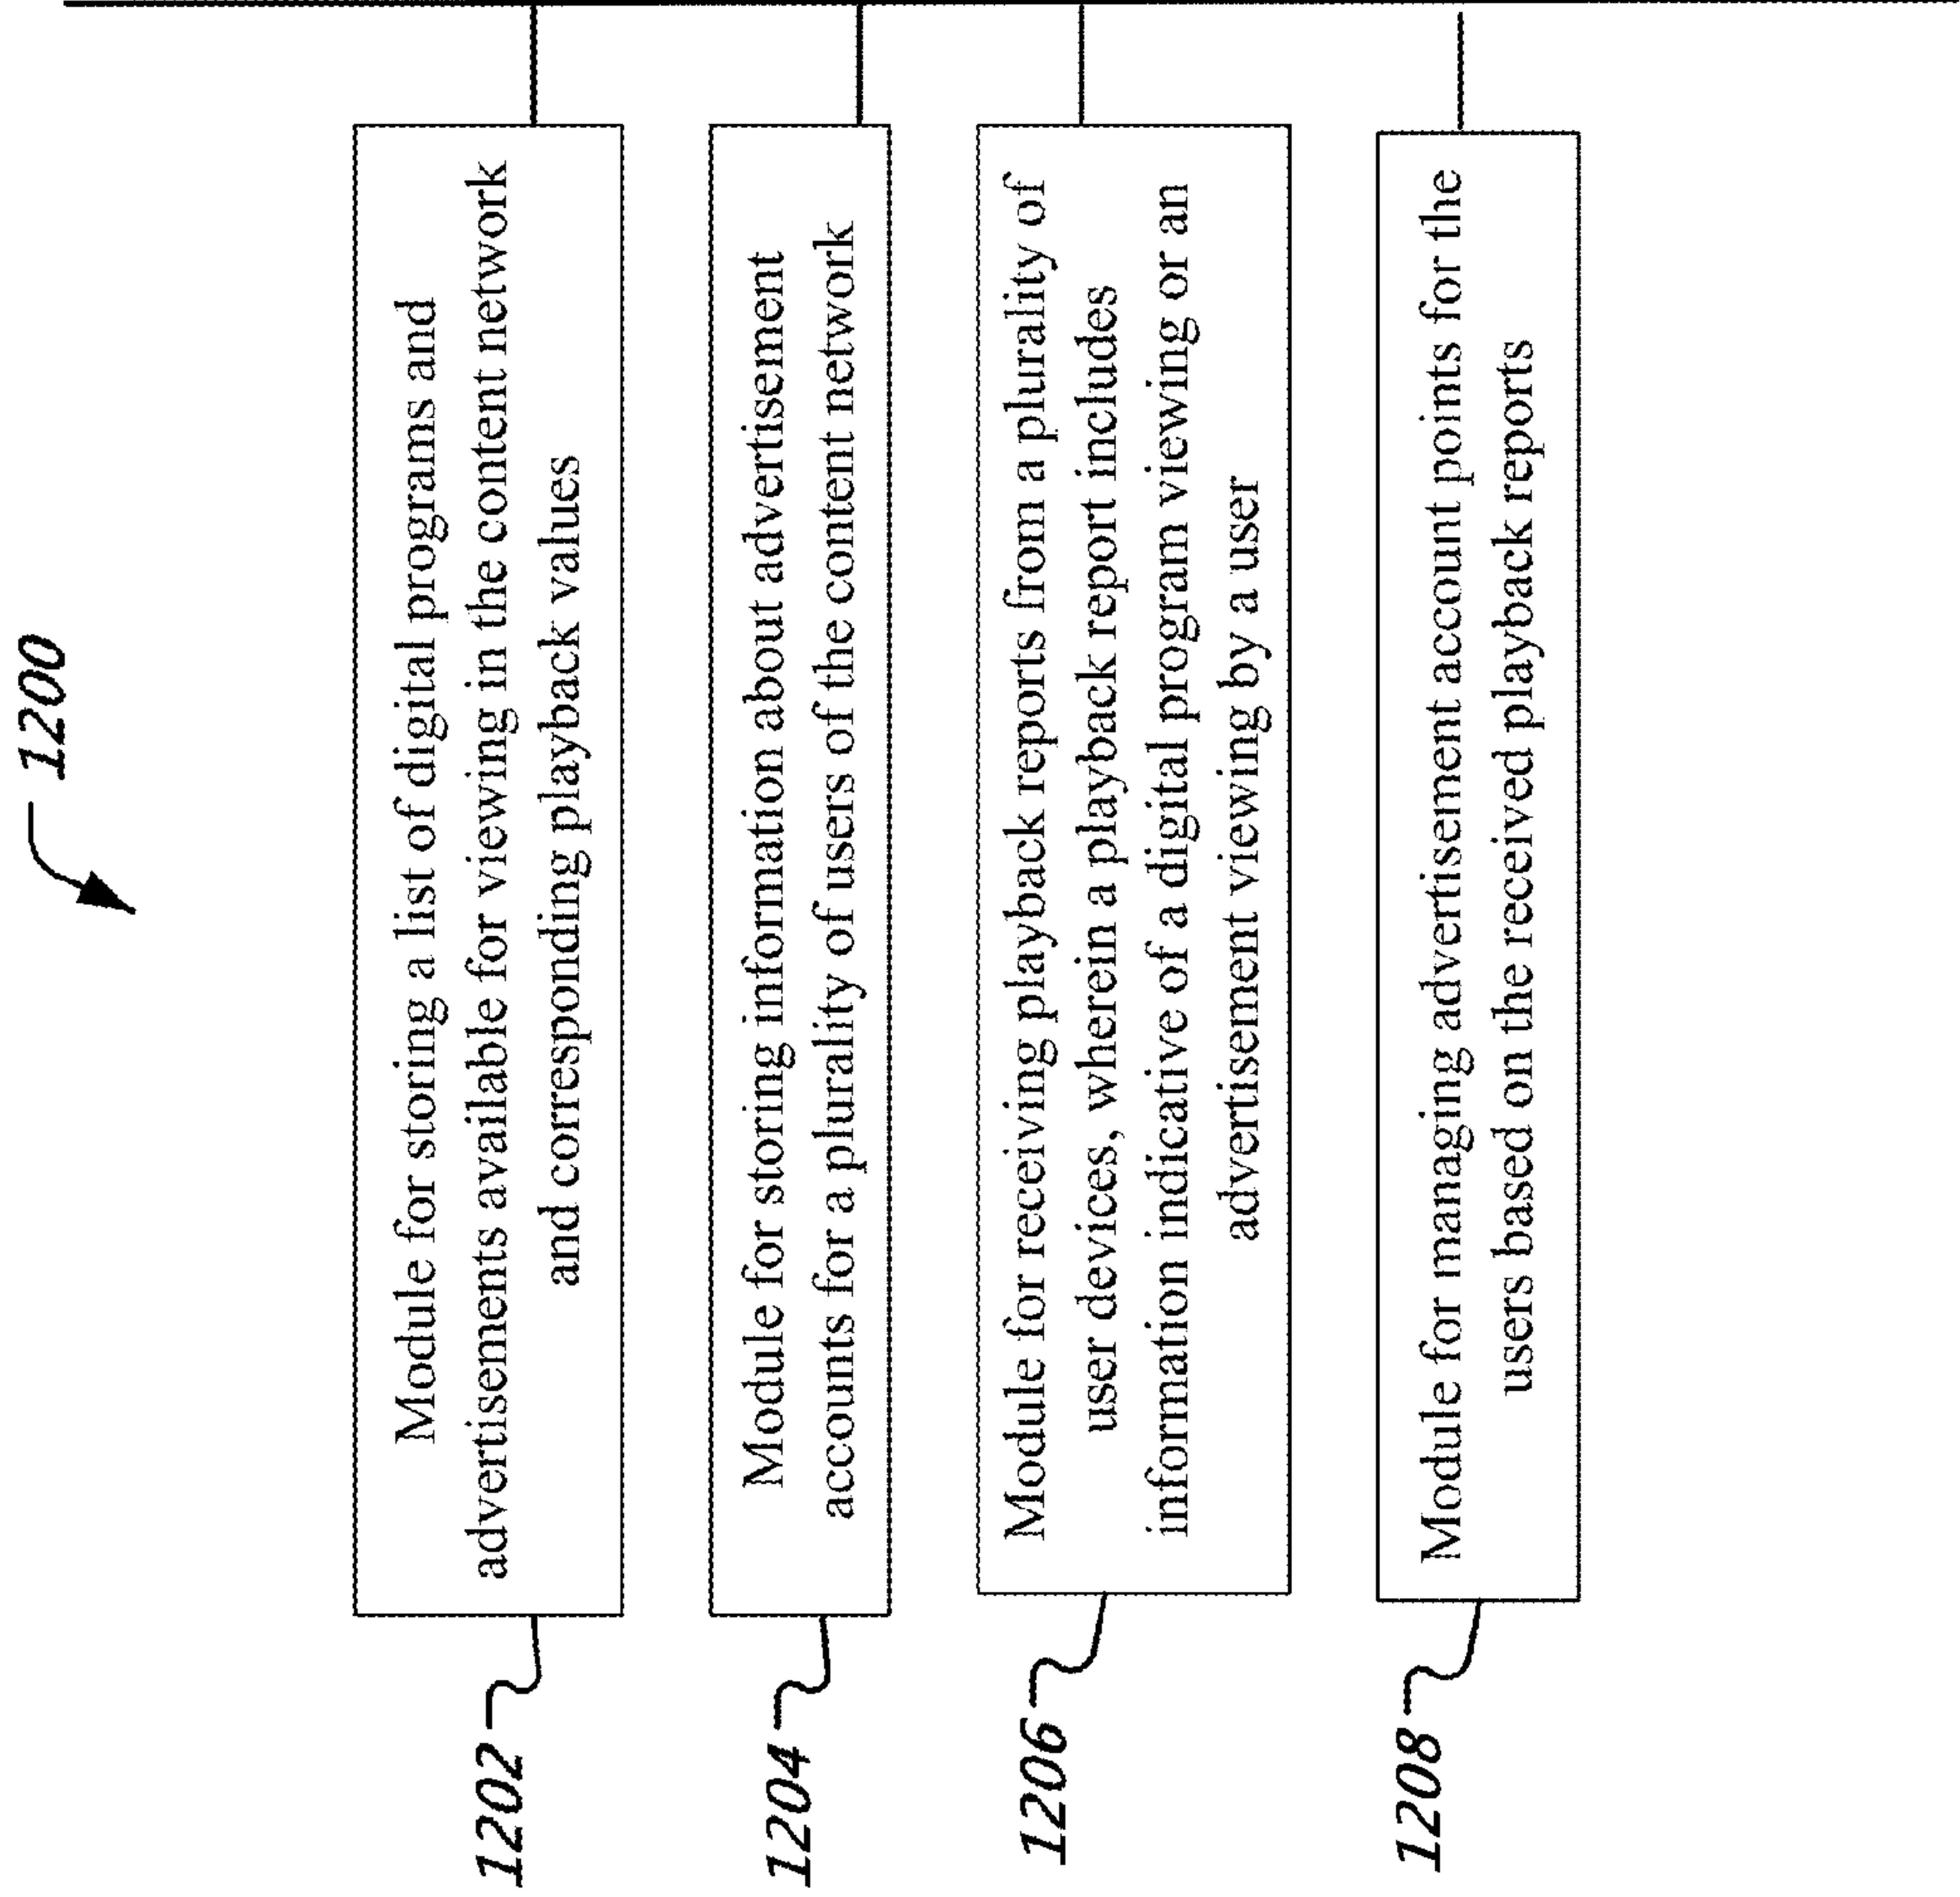 1200
1202
Module for storing a list of digital programs and
advertisements available for viewing in the content network
and corresponding playback values
1204
Module for storing information about advertisement
accounts for a plurality of users of the content network
1206
Module for receiving playback reports from a plurality of
user devices, wherein a playback report includes
information indicative of a digital program viewing or an
advertisement viewing by a user
1208
Module for managing advertisement account points for the
users based on the received playback reports